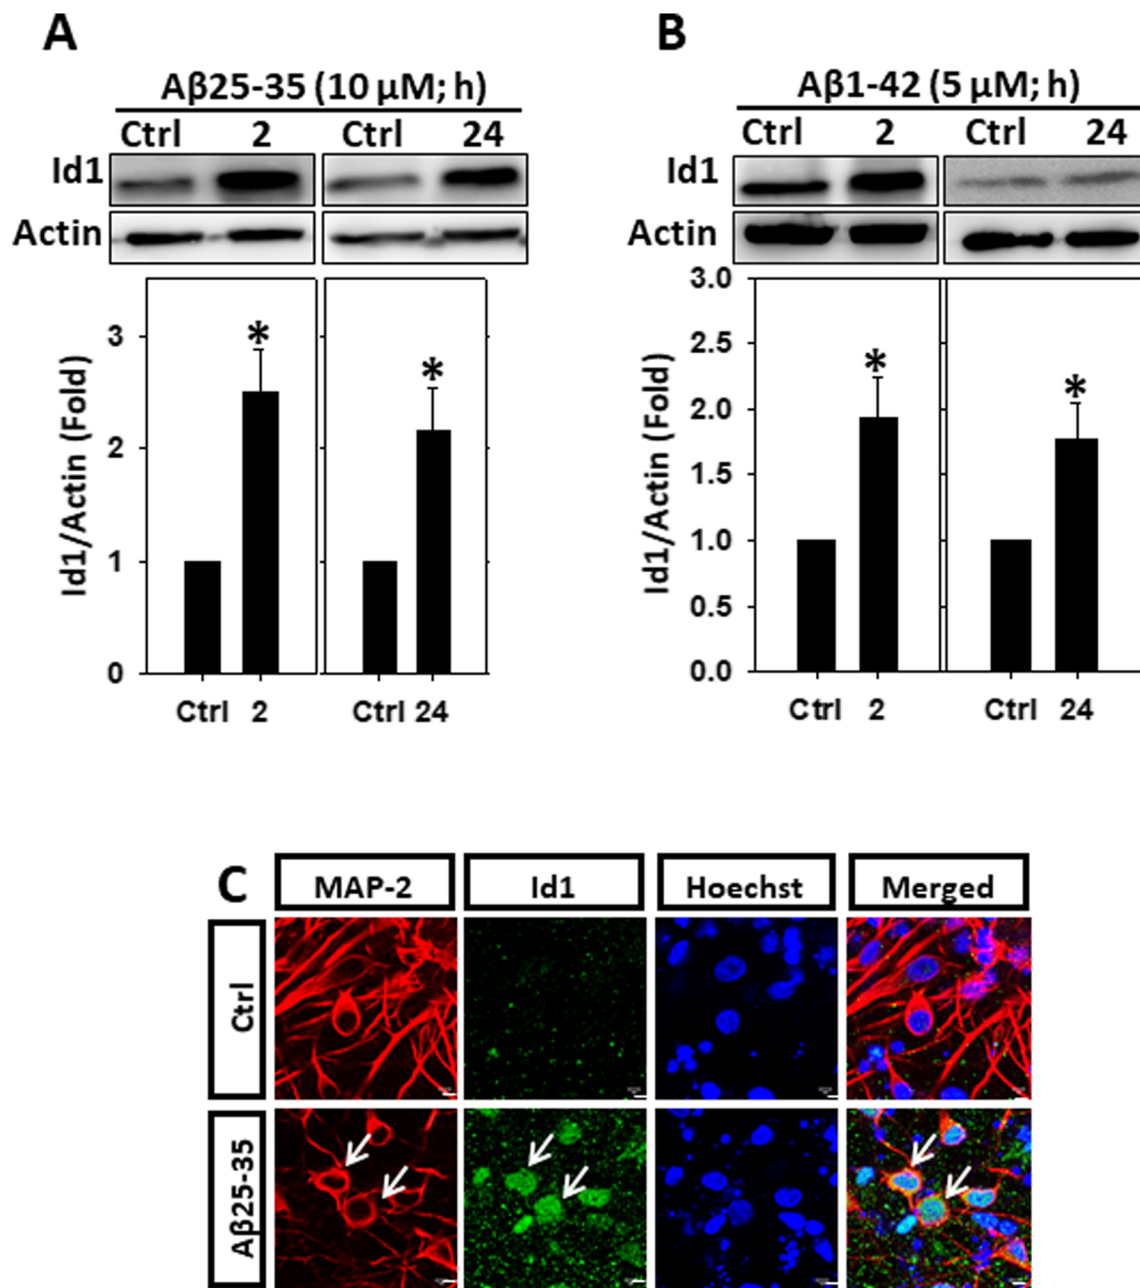 A
Aβ25-35 (10 μM; h)
Ctrl 2 Ctrl 24
Id1
Actin
Id1/Actin (Fold)
3
2
1
0
*
*
Ctrl 2 Ctrl 24
B
Aβ1-42 (5 μM; h)
Ctrl 2 Ctrl 24
Id1
Actin
Id1/Actin (Fold)
3.0
2.5
2.0
1.5
1.0
0.5
0.0
*
*
Ctrl 2 Ctrl 24
C
MAP-2 Id1 Hoechst Merged
Ctrl
Aβ25-35